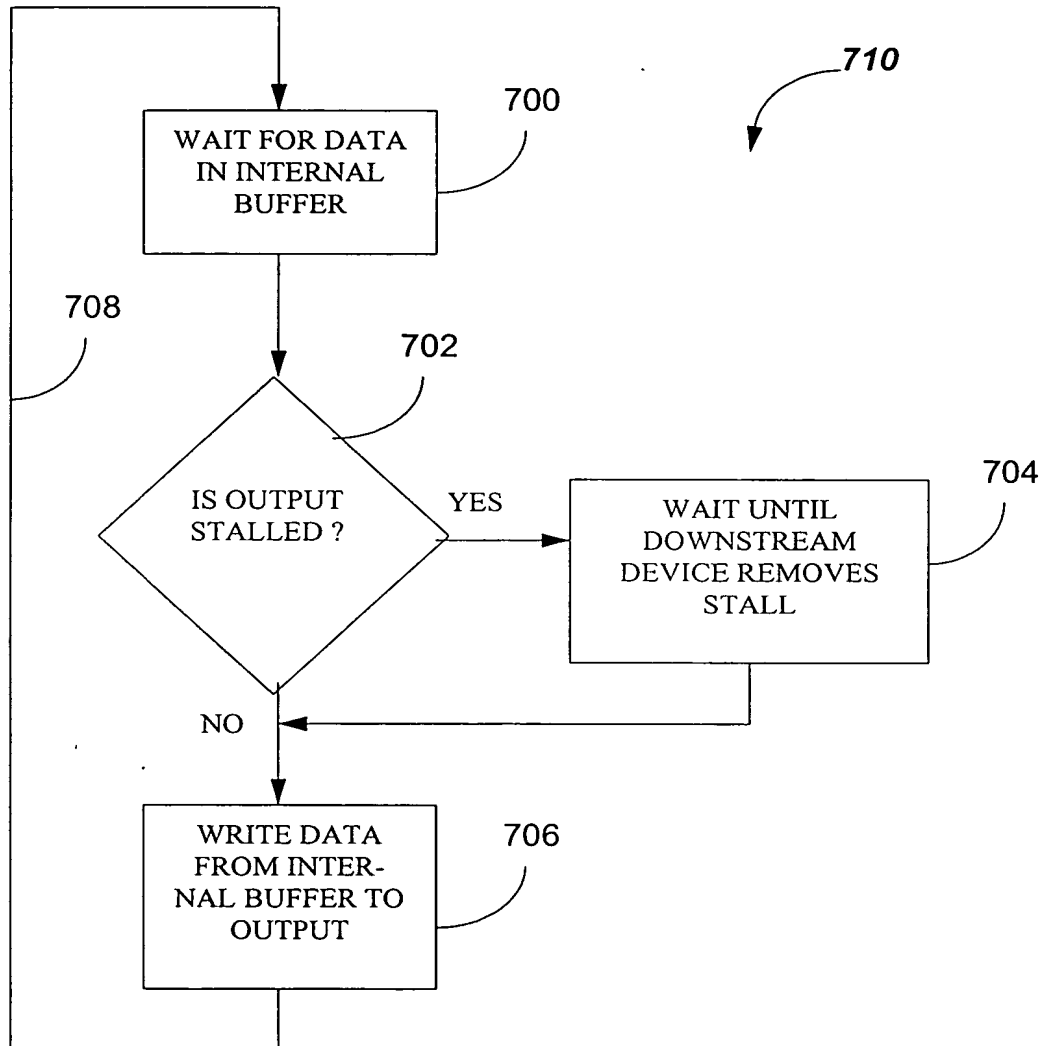 710
700
WAIT FOR DATA
IN INTERNAL
BUFFER
708
702
IS OUTPUT
STALLED ?
YES
704
WAIT UNTIL
DOWNSTREAM
DEVICE REMOVES
STALL
NO
706
WRITE DATA
FROM INTER-
NAL BUFFER TO
OUTPUT